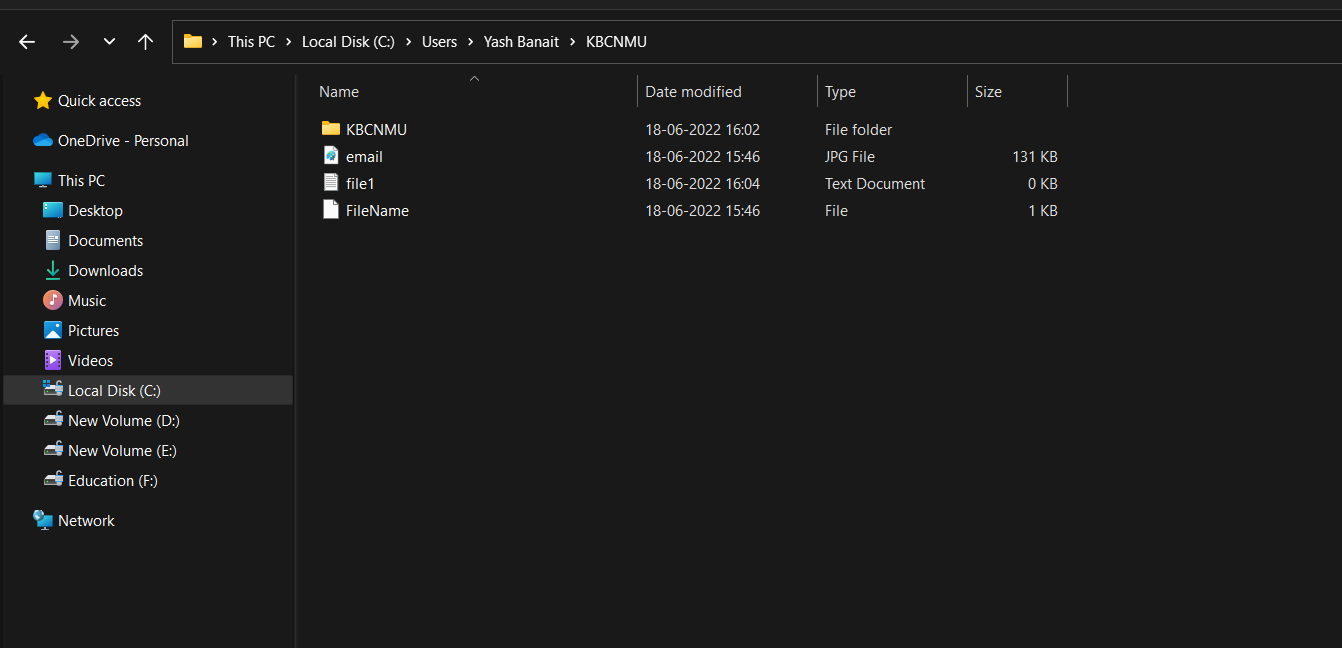 This PC > Local Disk (C:) > Users > Yash Banait > KBCNMU
Quick access
OneDrive - Personal
This PC
Desktop
Documents
Downloads
Music
Pictures
Videos
Local Disk (C:)
New Volume (D:)
New Volume (E:)
Education (F:)
Network
Name Date modified Type Size
KBCNMU 18-06-2022 16:02 File folder
email 18-06-2022 15:46 JPG File 131 KB
file1 18-06-2022 16:04 Text Document 0 KB
FileName 18-06-2022 15:46 File 1 KB